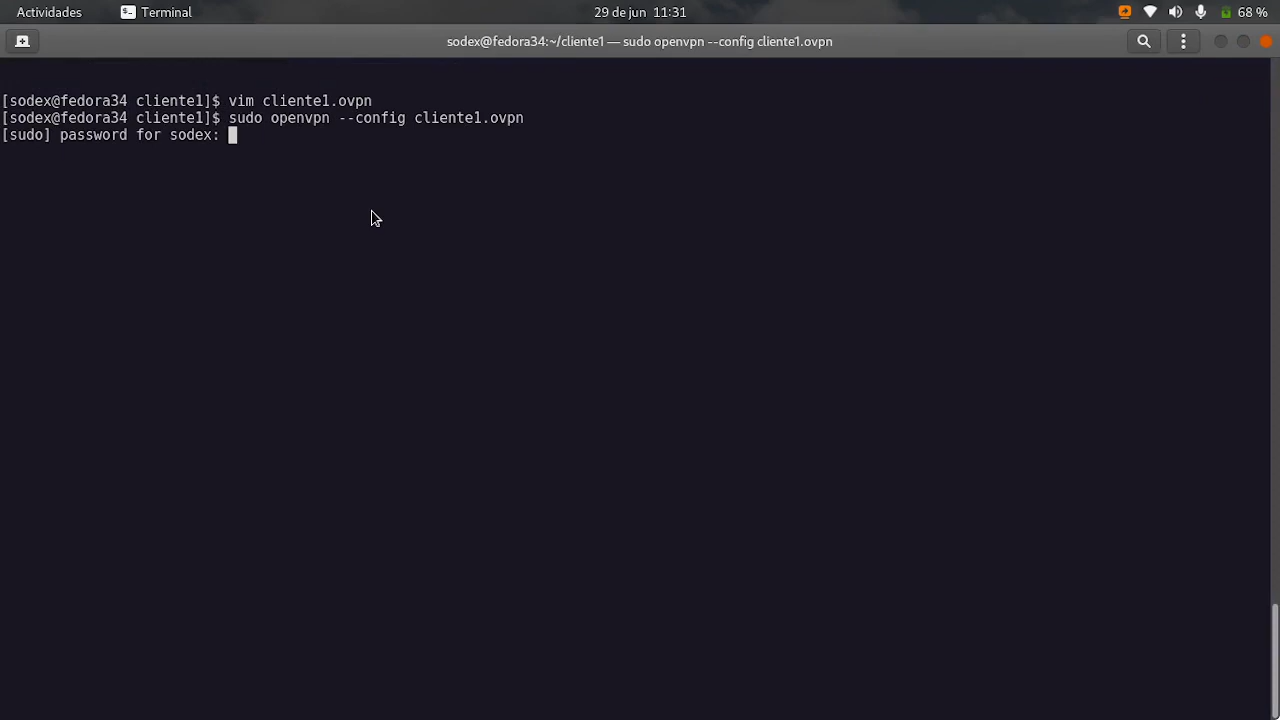 Actividades
Terminal
29 de jun 11:31
68 %
sodex@fedora34:~/cliente1 — sudo openvpn --config cliente1.ovpn
[sodex@fedora34 cliente1]$ vim cliente1.ovpn
[sodex@fedora34 cliente1]$ sudo openvpn --config cliente1.ovpn
[sudo] password for sodex: